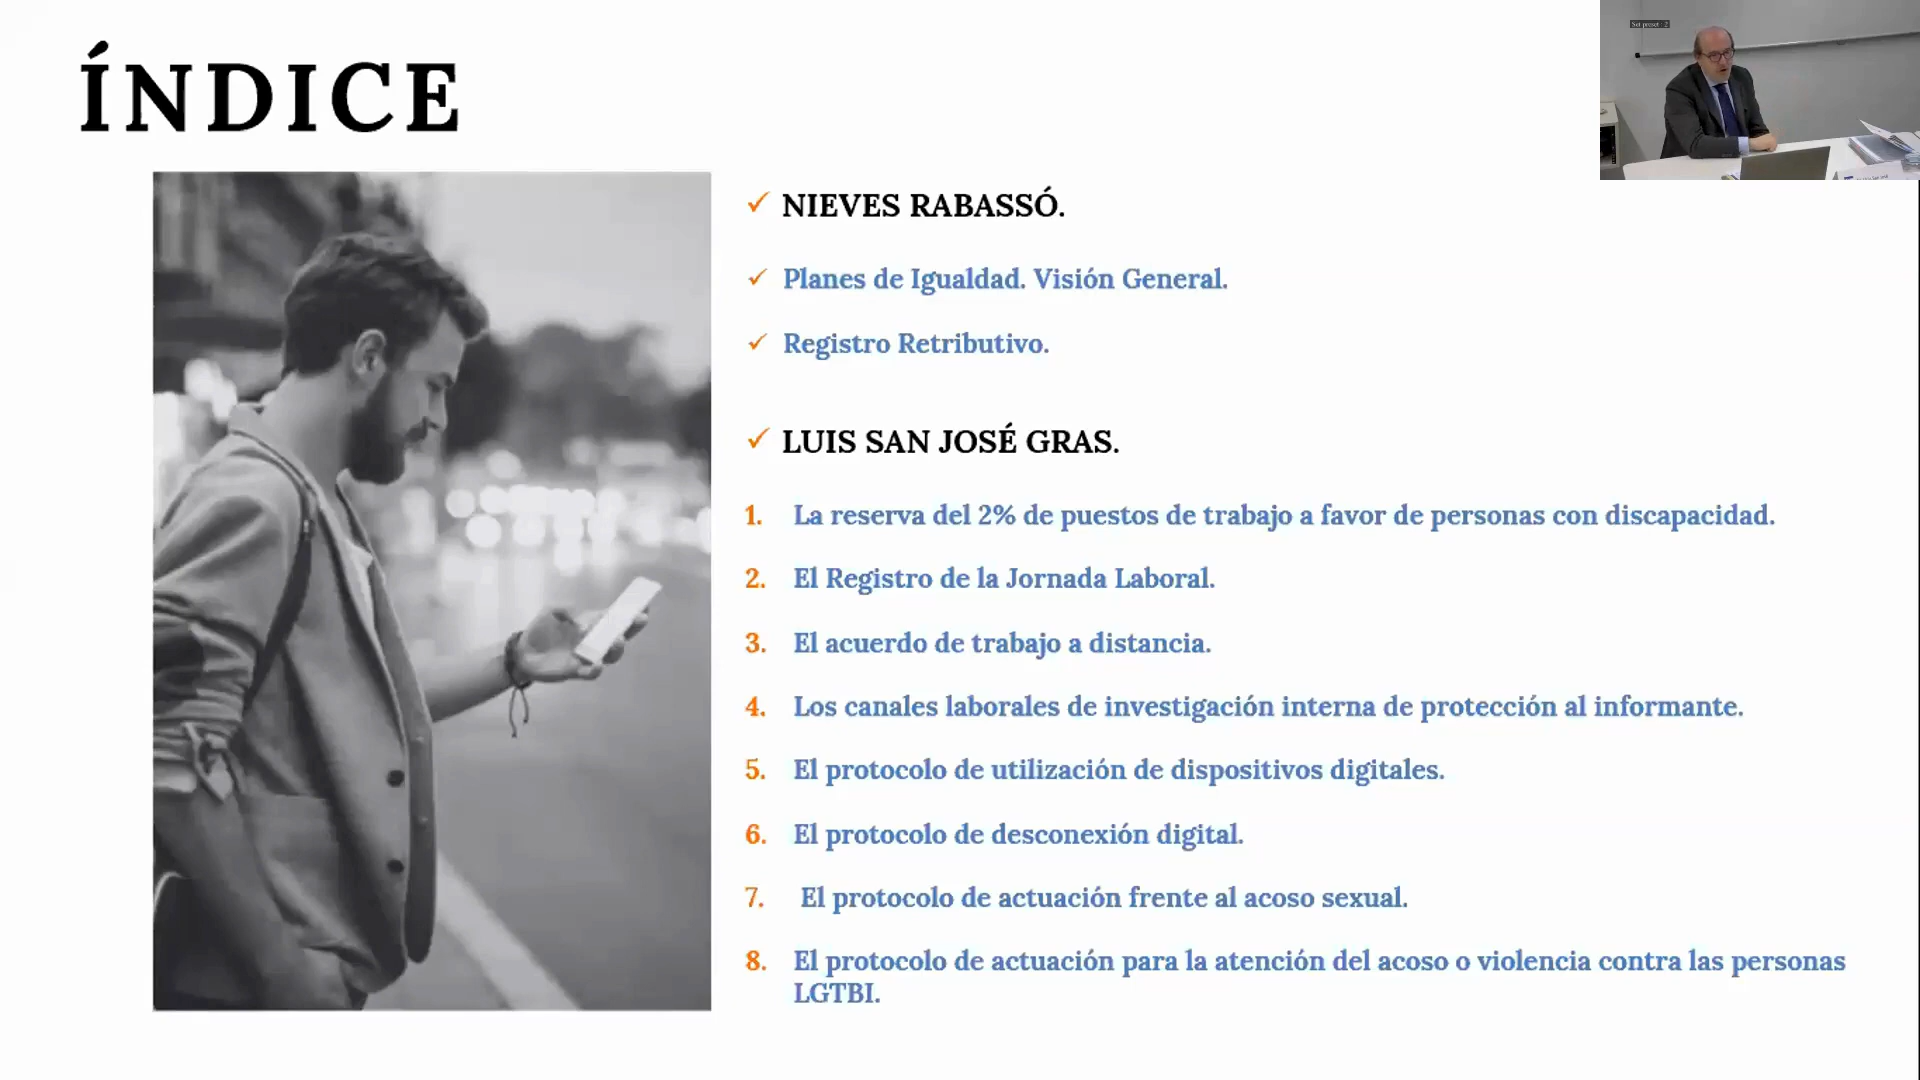 ÍNDICE
NIEVES RABASSÓ.
Planes de Igualdad. Visión General.
Registro Retributivo.
LUIS SAN JOSÉ GRAS.
1. La reserva del 2% de puestos de trabajo a favor de personas con discapacidad.
2. El Registro de la Jornada Laboral.
3. El acuerdo de trabajo a distancia.
4. Los canales laborales de investigación interna de protección al informante.
5. El protocolo de utilización de dispositivos digitales.
6. El protocolo de desconexión digital.
7. El protocolo de actuación frente al acoso sexual.
8. El protocolo de actuación para la atención del acoso o violencia contra las personas
LGTBI.
Set preset : 2